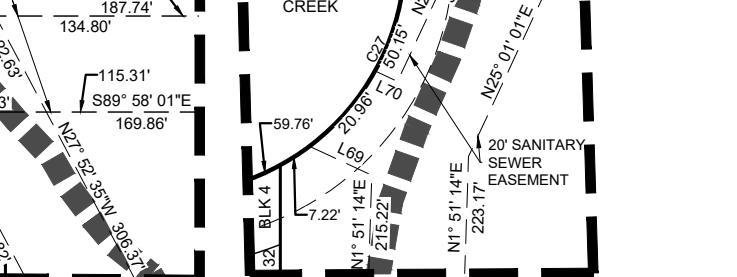 187.74'
134.80'
115.31'
S89° 58' 01"E
169.86'
N27° 52' 35"W 306.37'
CREEK
C27
50.15'
L70
20.96'
59.76'
L69
7.22'
BLK 4
32
N1° 51' 14"E
215.22'
N1° 51' 14"E
223.17'
N25° 01' 01"E
20' SANITARY
SEWER
EASEMENT